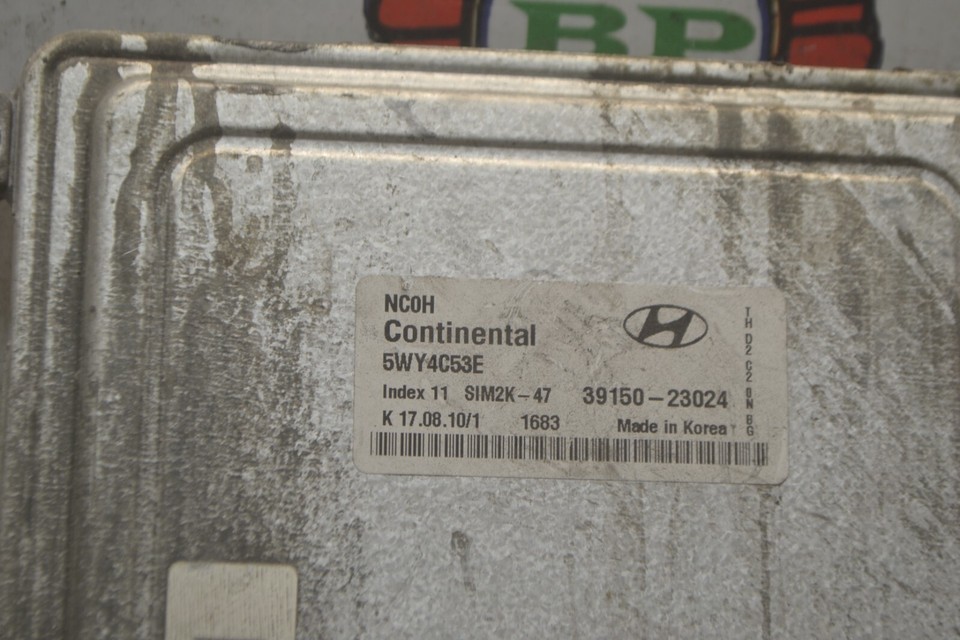 BP
NC0H
Continental
5WY4C53E
Index 11 SIM2K-47 39150-23024
K 17.08.10/1 1683 Made in Korea
TH D2 C2 0N BG